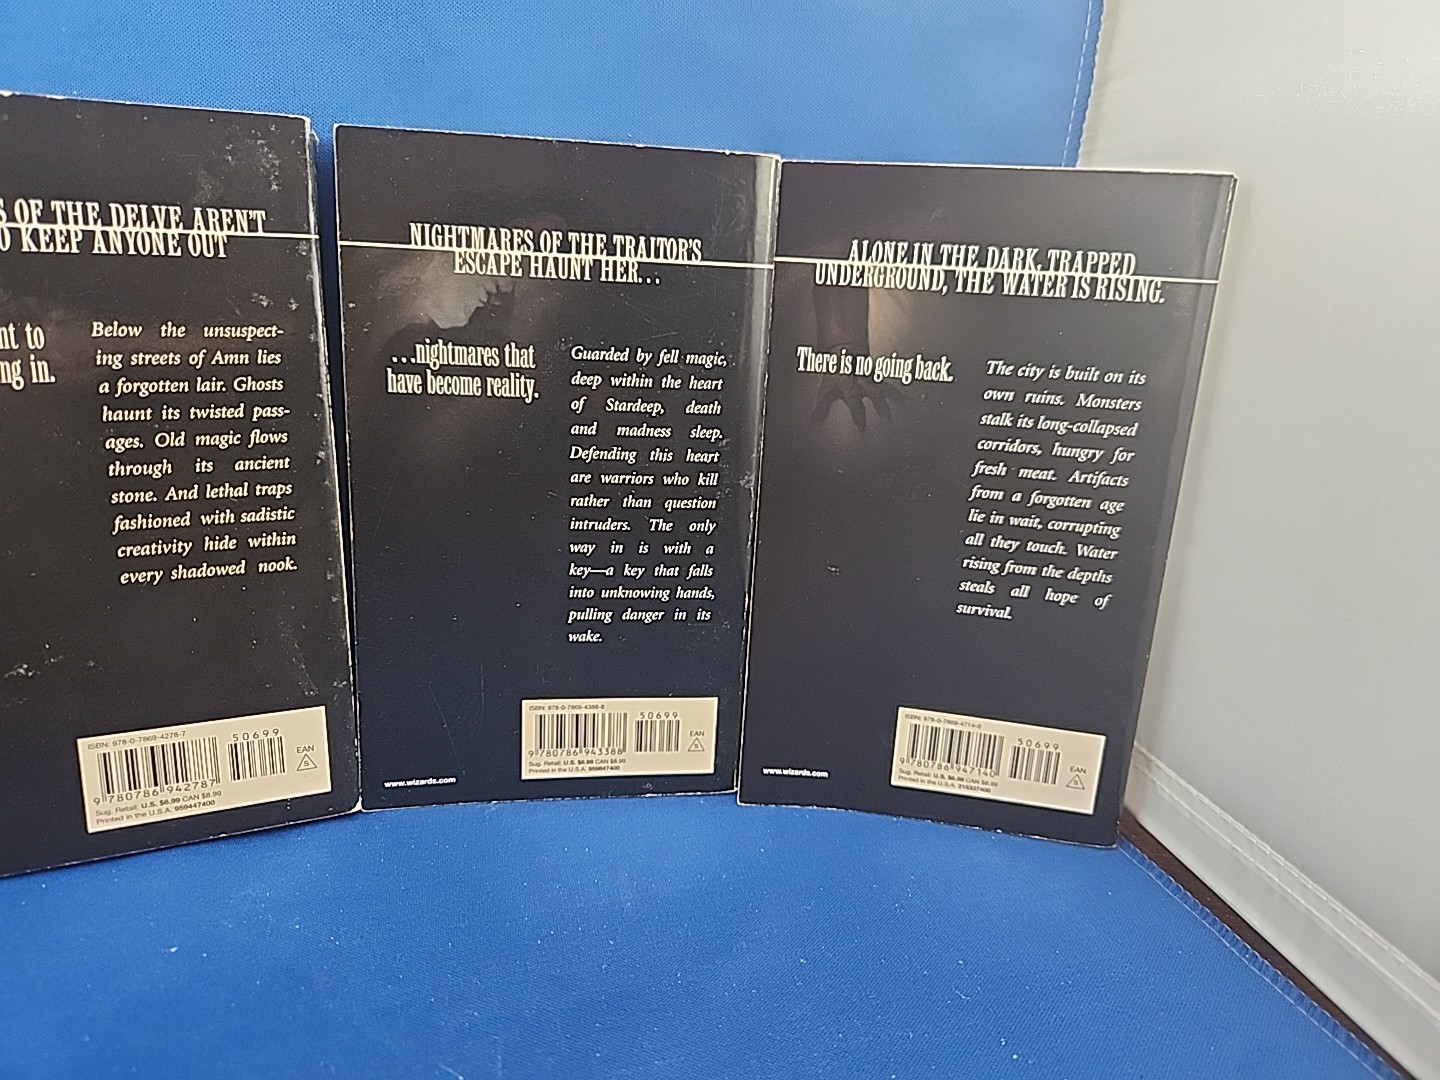 S OF THE DELVE AREN'T
O KEEP ANYONE OUT
nt to
ng in.
Below the unsuspect-
ing streets of Amn lies
a forgotten lair. Ghosts
haunt its twisted pass-
ages. Old magic flows
through its ancient
stone. And lethal traps
fashioned with sadistic
creativity hide within
every shadowed nook.
ISBN: 978-0-7869-4278-7
50699
EAN
S
9 780786 942787
Sug. Retail: U.S. $6.99 CAN $8.99
Printed in the U.S.A. 959447400
NIGHTMARES OF THE TRAITOR'S
ESCAPE HAUNT HER...
...nightmares that
have become reality.
Guarded by fell magic,
deep within the heart
of Stardeep, death
and madness sleep.
Defending this heart
are warriors who kill
rather than question
intruders. The only
way in is with a
key—a key that falls
into unknowing hands,
pulling danger in its
wake.
ISBN: 978-0-7869-4338-8
50699
EAN
S
9 780786 943388
Sug. Retail: U.S. $6.99 CAN $8.99
Printed in the U.S.A. 959847400
www.wizards.com
ALONE IN THE DARK, TRAPPED
UNDERGROUND, THE WATER IS RISING.
There is no going back.
The city is built on its
own ruins. Monsters
stalk its long-collapsed
corridors, hungry for
fresh meat. Artifacts
from a forgotten age
lie in wait, corrupting
all they touch. Water
rising from the depths
steals all hope of
survival.
ISBN: 978-0-7869-4714-0
50699
EAN
S
9 780786 947140
Sug. Retail: U.S. $6.99 CAN $8.99
Printed in the U.S.A. 215337400
www.wizards.com